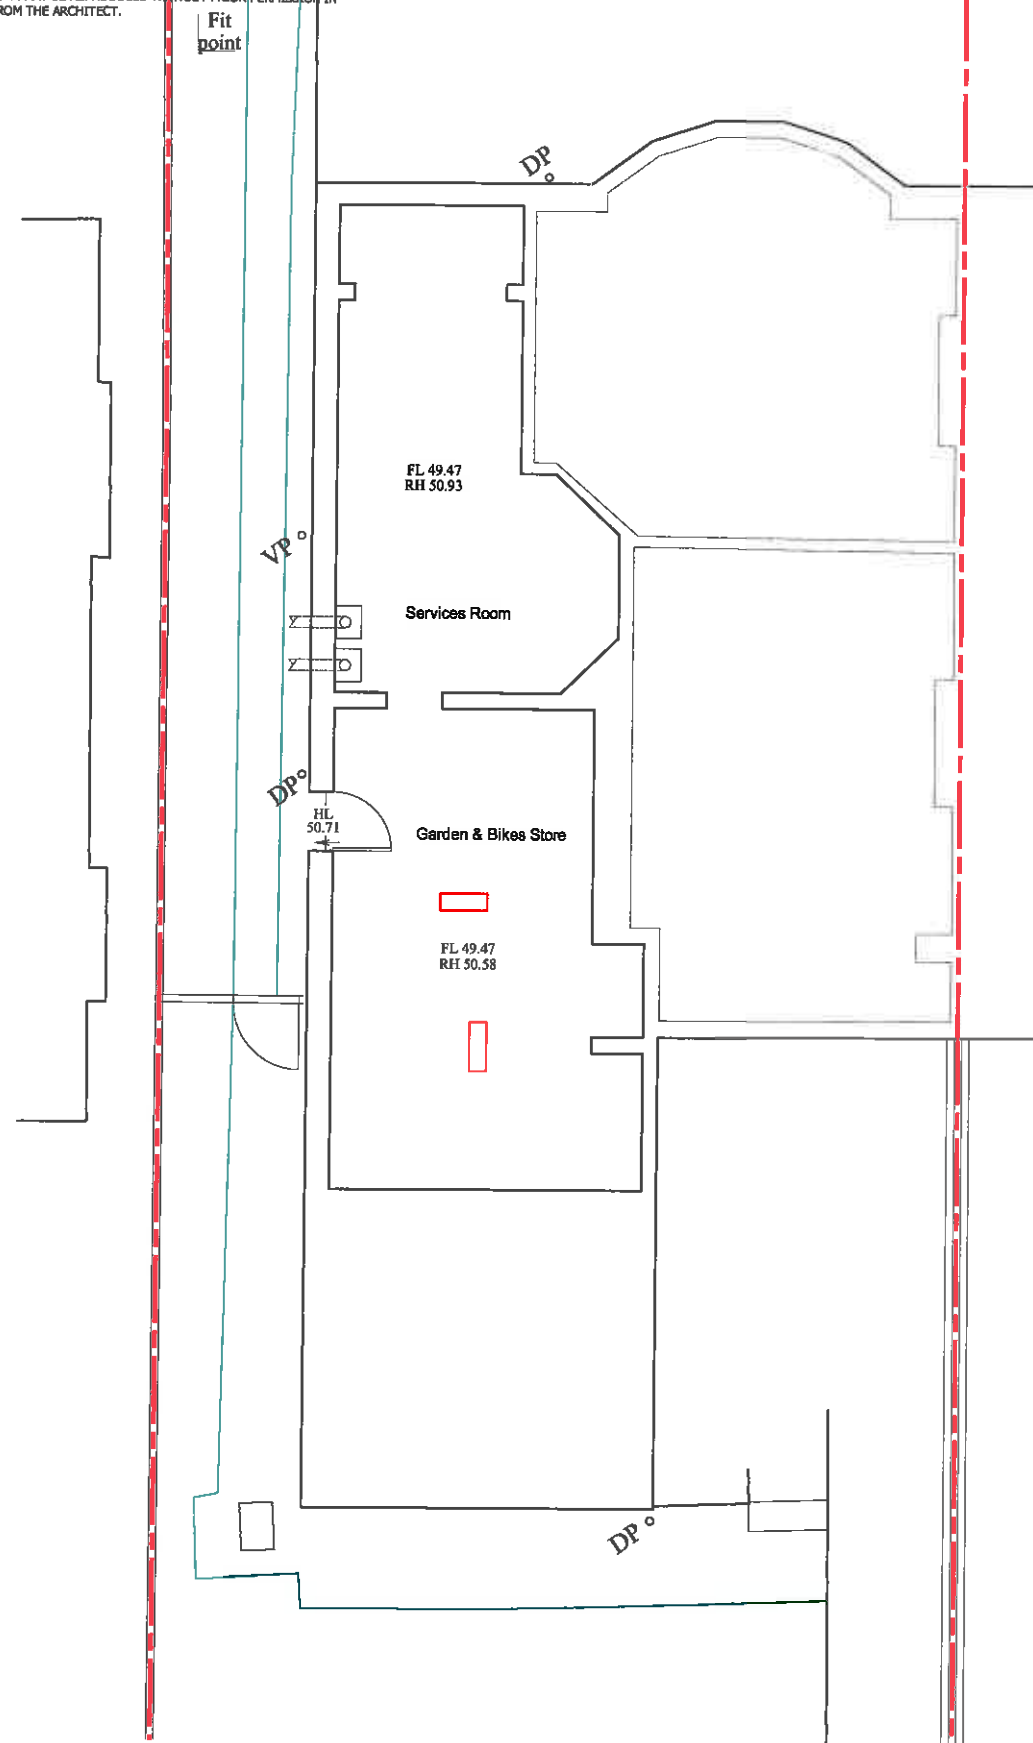 ROM THE ARCHITECT.
Fit
point
DP
FL 49.47
RH 50.93
VP
Services Room
DP
HL
50.71
Garden & Bikes Store
FL 49.47
RH 50.58
DP